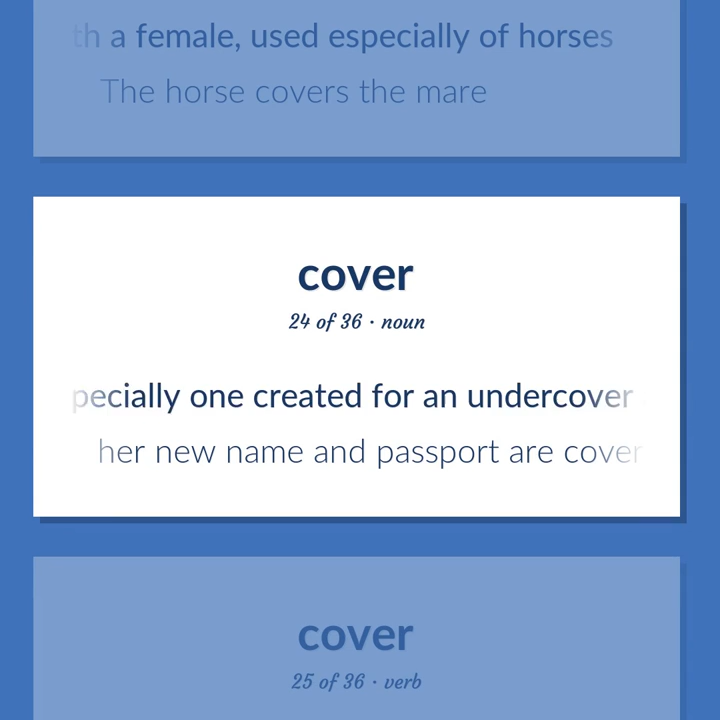 th a female, used especially of horses
The horse covers the mare
cover
24 of 36 · noun
pecially one created for an undercover
her new name and passport are cover
cover
25 of 36 · verb